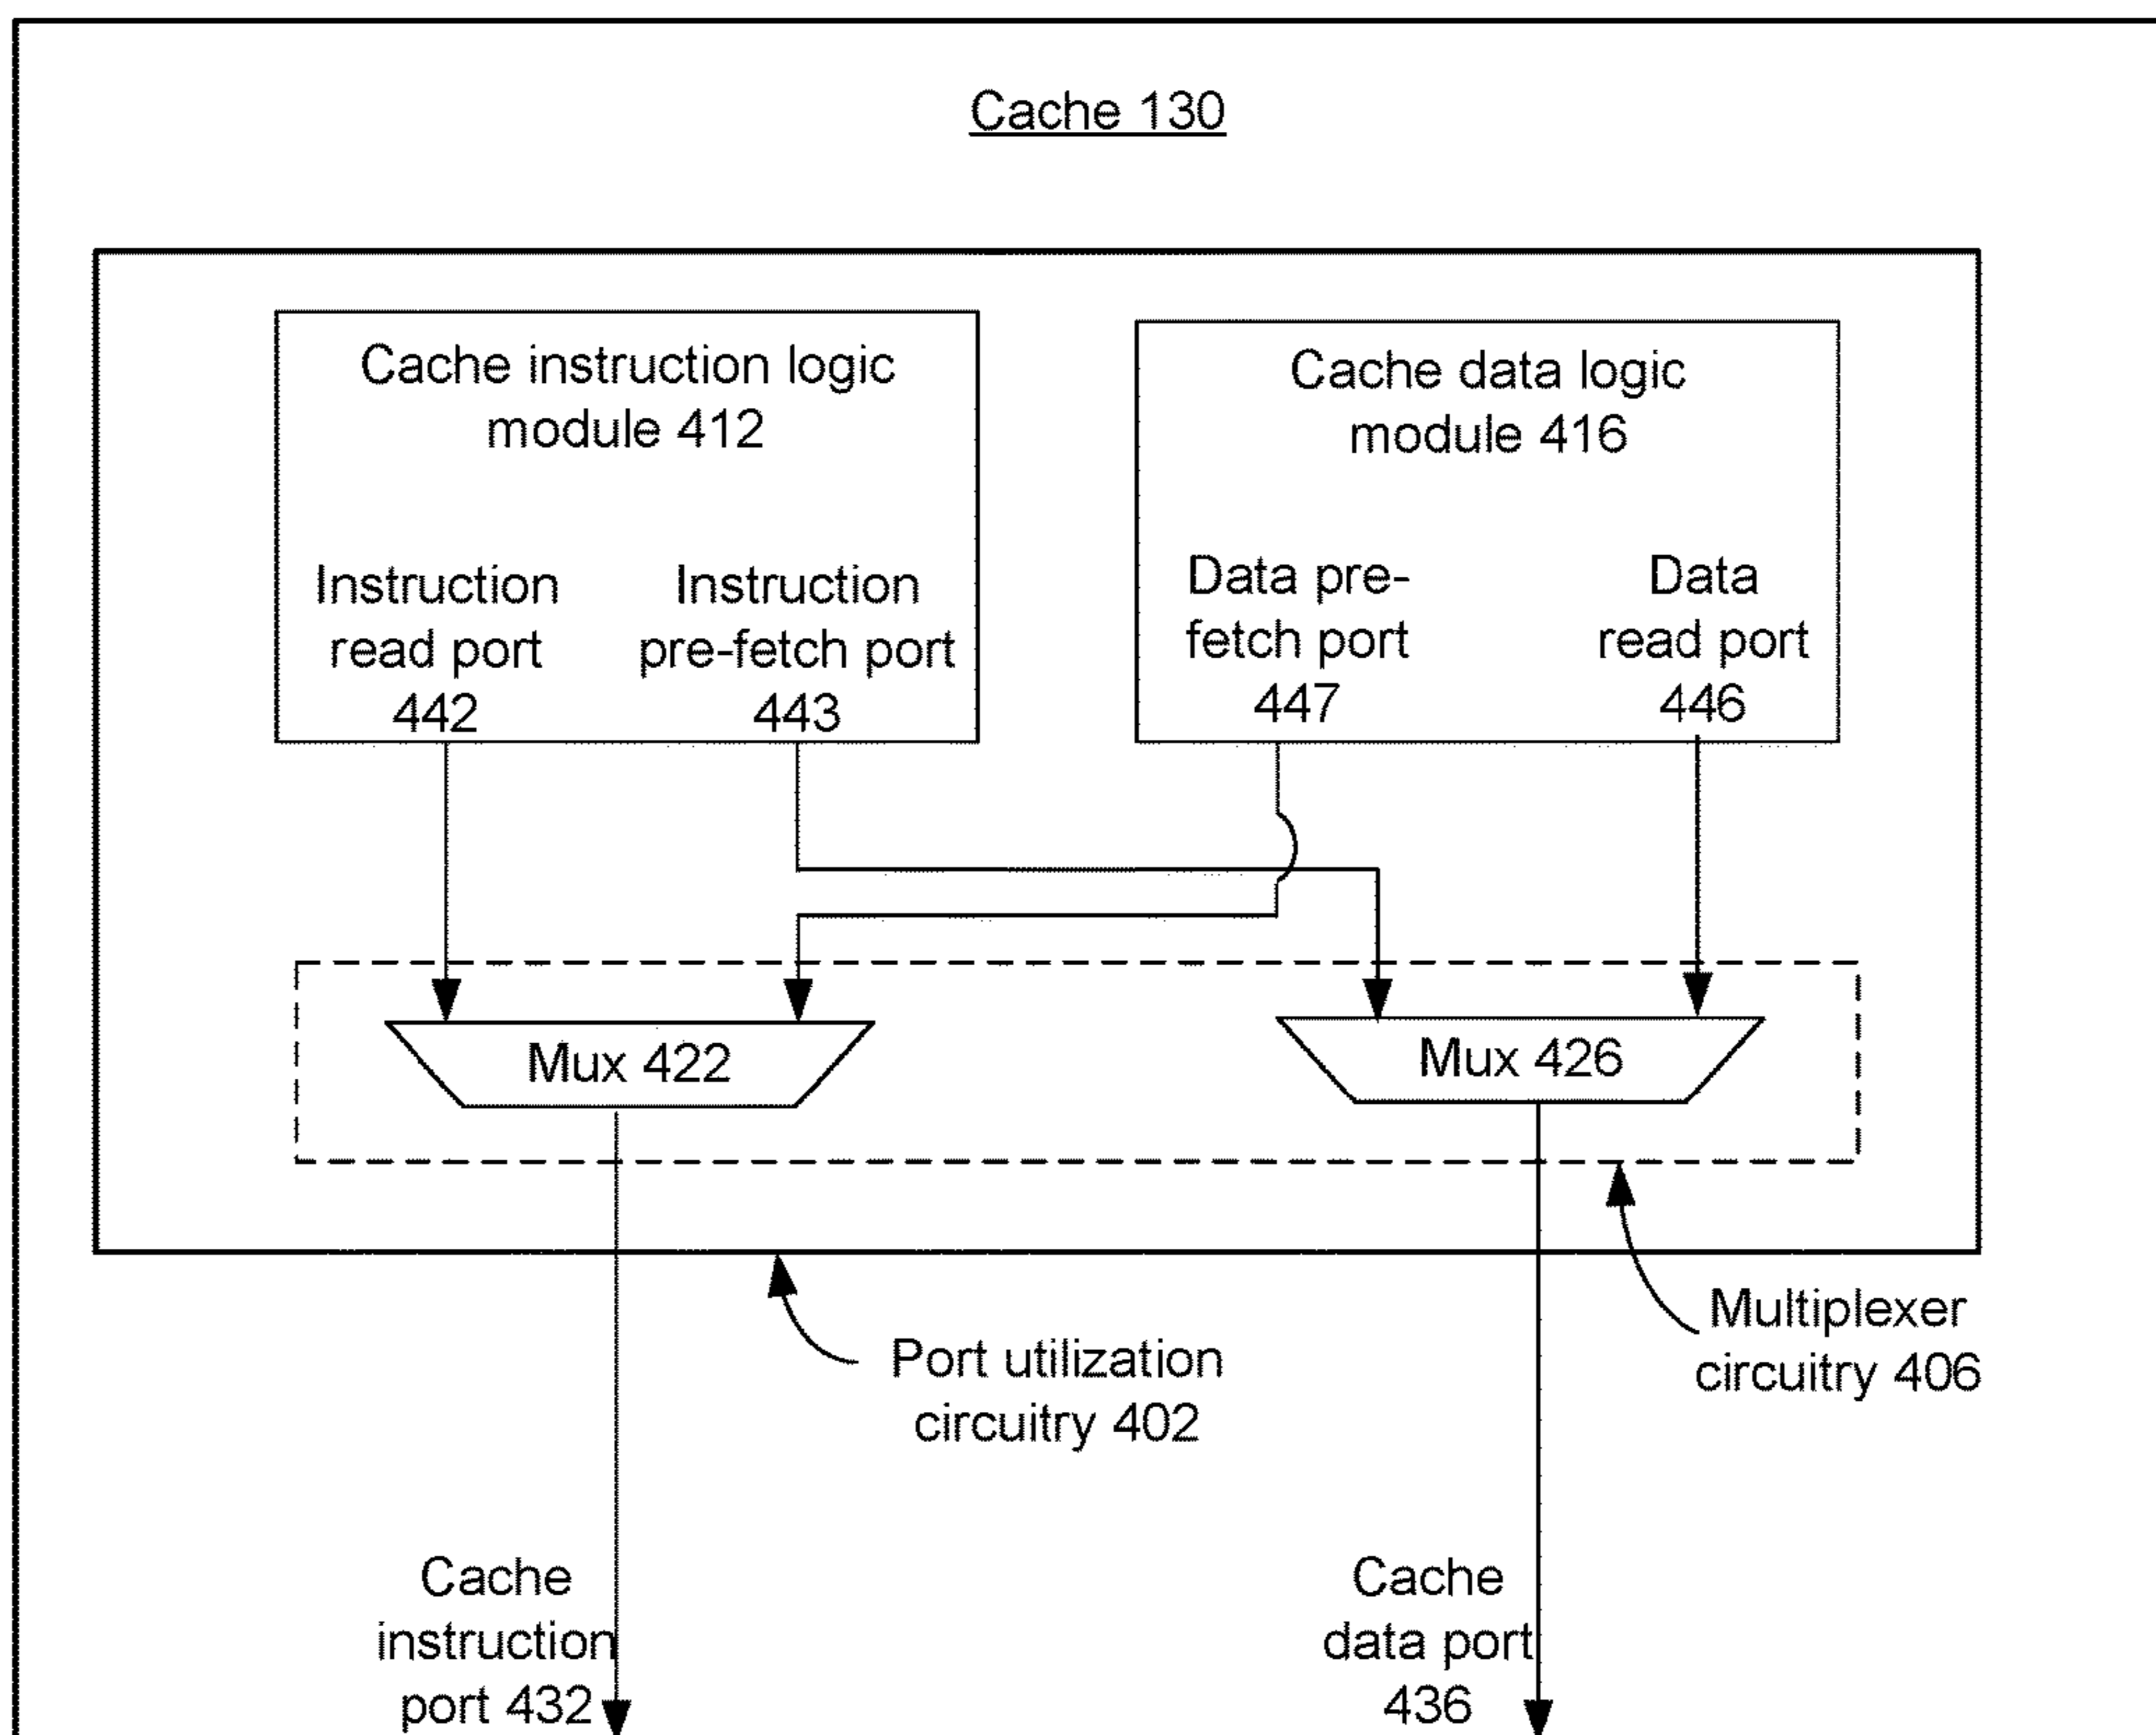 Cache 130
Cache instruction logic
module 412
Cache data logic
module 416
Instruction
read port
442
Instruction
pre-fetch port
443
Data pre-
fetch port
447
Data
read port
446
Mux 422
Mux 426
Port utilization
circuitry 402
Multiplexer
circuitry 406
Cache
instruction
port 432
Cache
data port
436